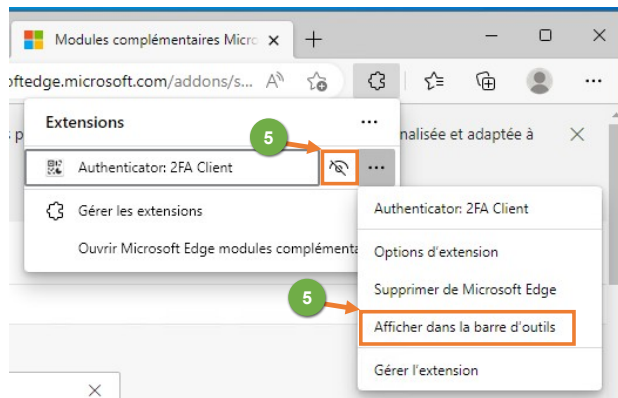 Modules complémentaires Micro
oftedge.microsoft.com/addons/s... A
Extensions
5
p
nalisée et adaptée à
Authenticator: 2FA Client
Gérer les extensions
Authenticator: 2FA Client
Ouvrir Microsoft Edge modules complémenta
Options d'extension
Supprimer de Microsoft Edge
5
Afficher dans la barre d'outils
Gérer l'extension